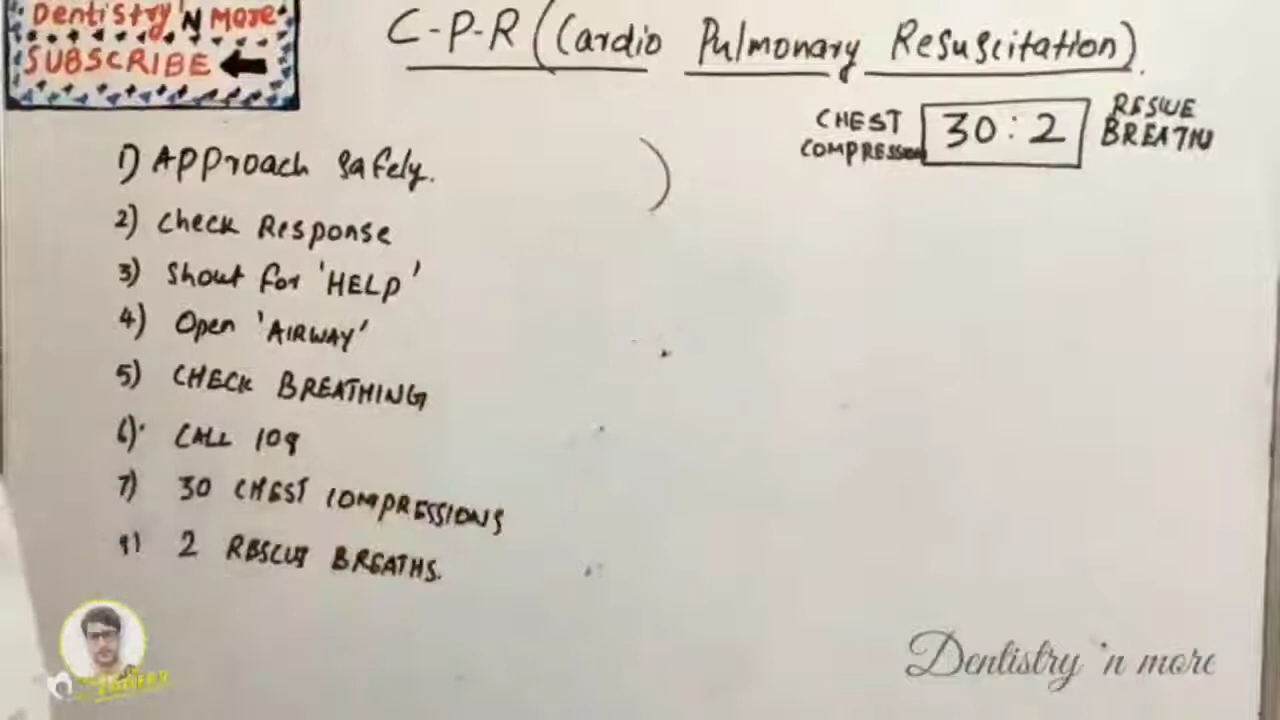 Dentistry 'N More
SUBSCRIBE
C-P-R (Cardio Pulmonary Resuscitation).
CHEST COMPRESSION
30:2
RESCUE BREATHI
1) Approach safely.
2) Check Response
3) Shout for 'HELP'
4) Open 'AIRWAY'
5) CHECK BREATHING
6) CALL 108
7) 30 CHEST COMPRESSIONS
2 RESCUE BREATHS.
Dentistry 'n more